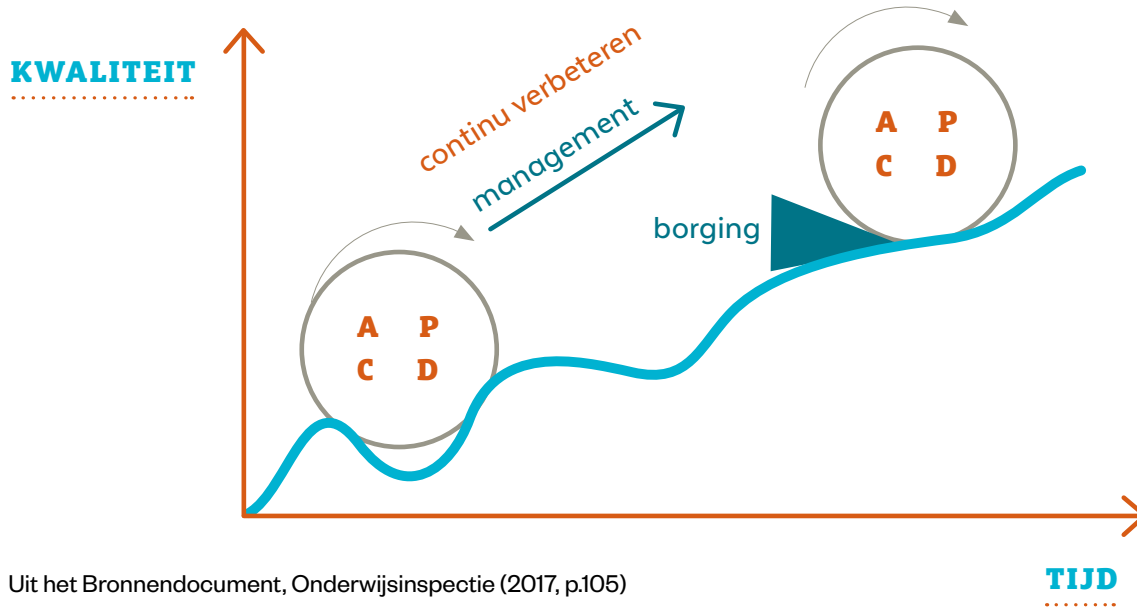 KWALITEIT
continu verbeteren
management
A P
C D
borging
A P
C D
Uit het Bronnendocument, Onderwijsinspectie (2017, p.105)
TIJD